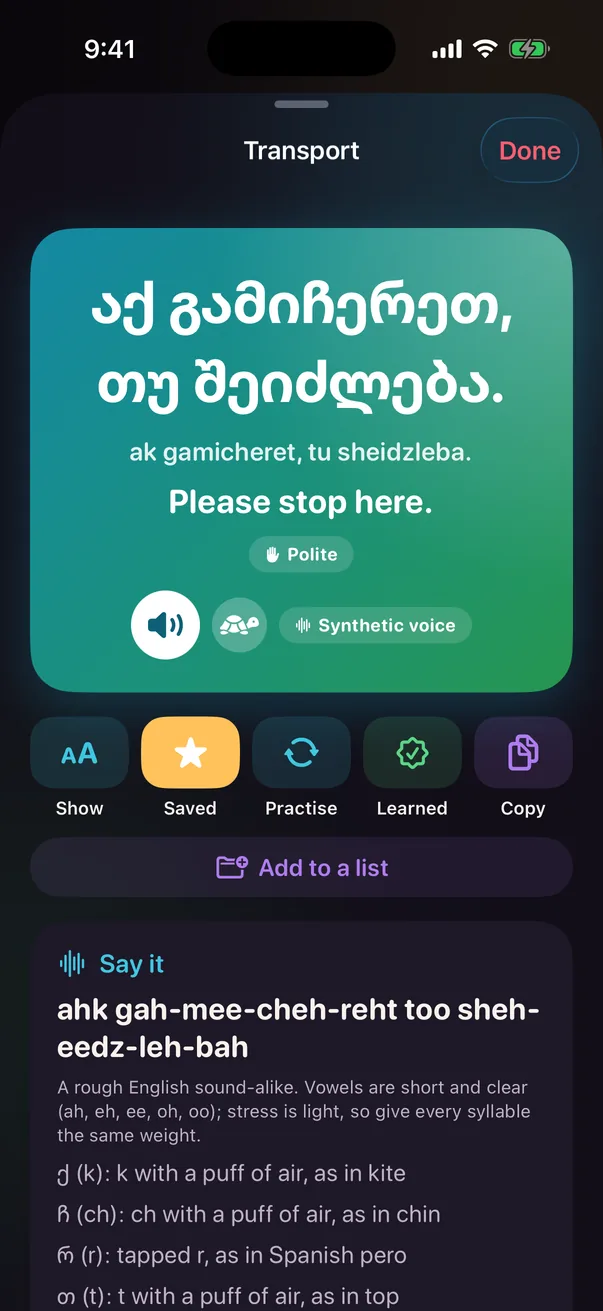 9:41
Transport
Done
აქ გამიჩერეთ,
თუ შეიძლება.
ak gamicheret, tu sheidzleba.
Please stop here.
Polite
Synthetic voice
AA
Show
Saved
Practise
Learned
Copy
Add to a list
Say it
ahk gah-mee-cheh-reht too sheh-
eedz-leh-bah
A rough English sound-alike. Vowels are short and clear
(ah, eh, ee, oh, oo); stress is light, so give every syllable
the same weight.
ქ (k): k with a puff of air, as in kite
ჩ (ch): ch with a puff of air, as in chin
რ (r): tapped r, as in Spanish pero
თ (t): t with a puff of air, as in top